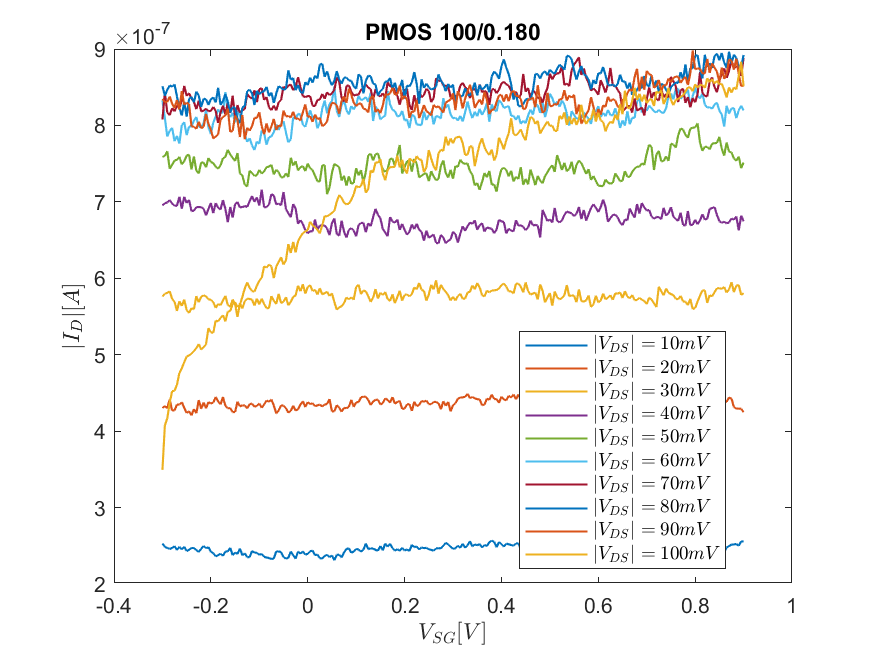 PMOS 100/0.180
×10⁻⁷
9
8
7
6
5
4
3
2
|I_D|[A]
|V_DS| = 10mV
|V_DS| = 20mV
|V_DS| = 30mV
|V_DS| = 40mV
|V_DS| = 50mV
|V_DS| = 60mV
|V_DS| = 70mV
|V_DS| = 80mV
|V_DS| = 90mV
|V_DS| = 100mV
-0.4 -0.2 0 0.2 0.4 0.6 0.8 1
V_SG[V]